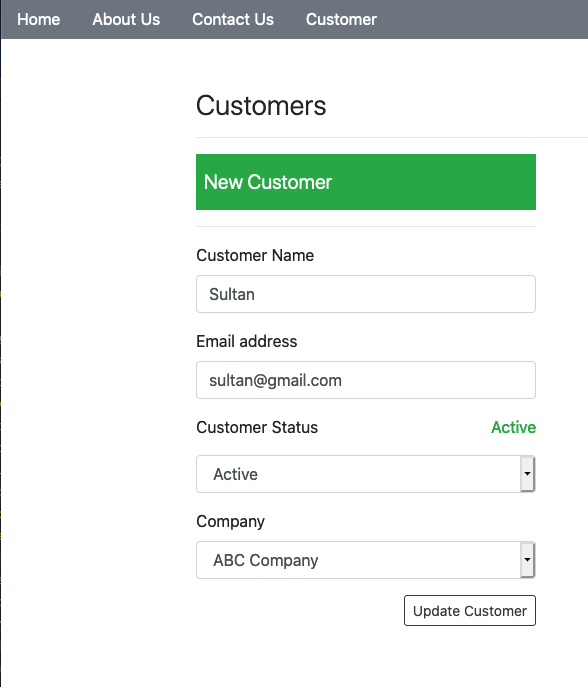 Home About Us Contact Us Customer
Customers
New Customer
Customer Name
Sultan
Email address
sultan@gmail.com
Customer Status Active
Active
Company
ABC Company
Update Customer